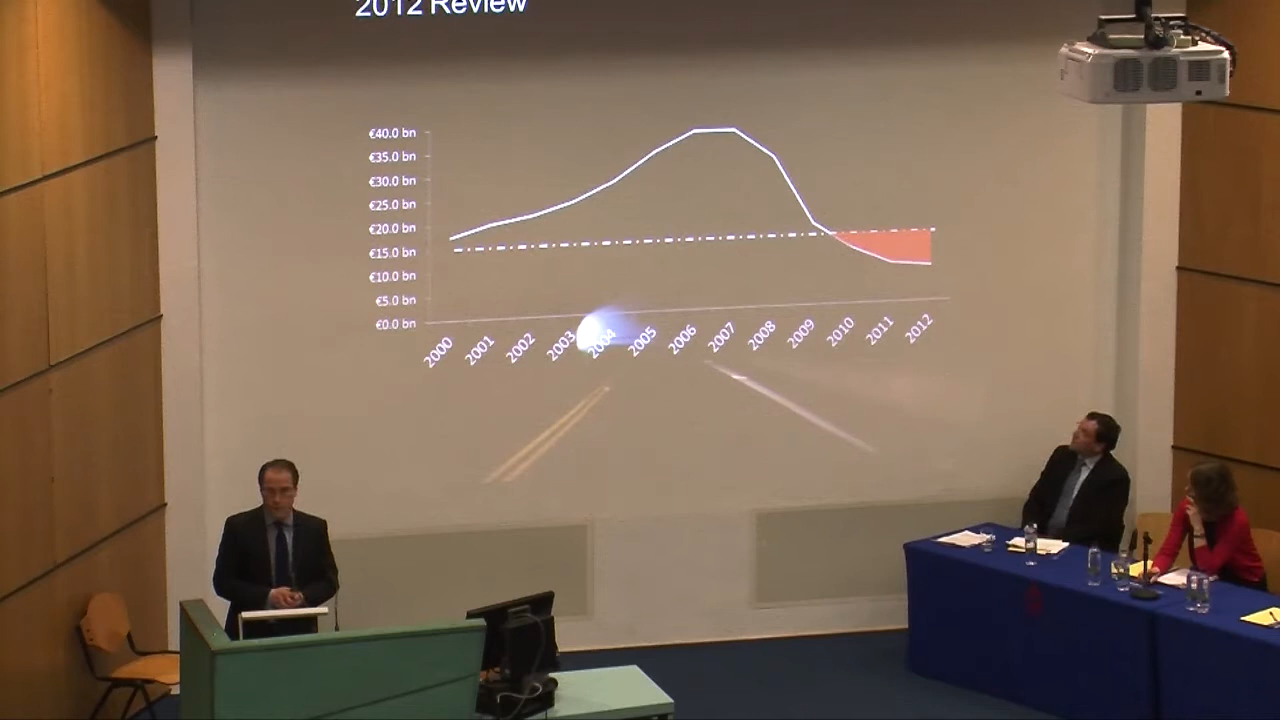 2012 Review
€40.0 bn
€35.0 bn
€30.0 bn
€25.0 bn
€20.0 bn
€15.0 bn
€10.0 bn
€5.0 bn
€0.0 bn
2000 2001 2002 2003 2004 2005 2006 2007 2008 2009 2010 2011 2012